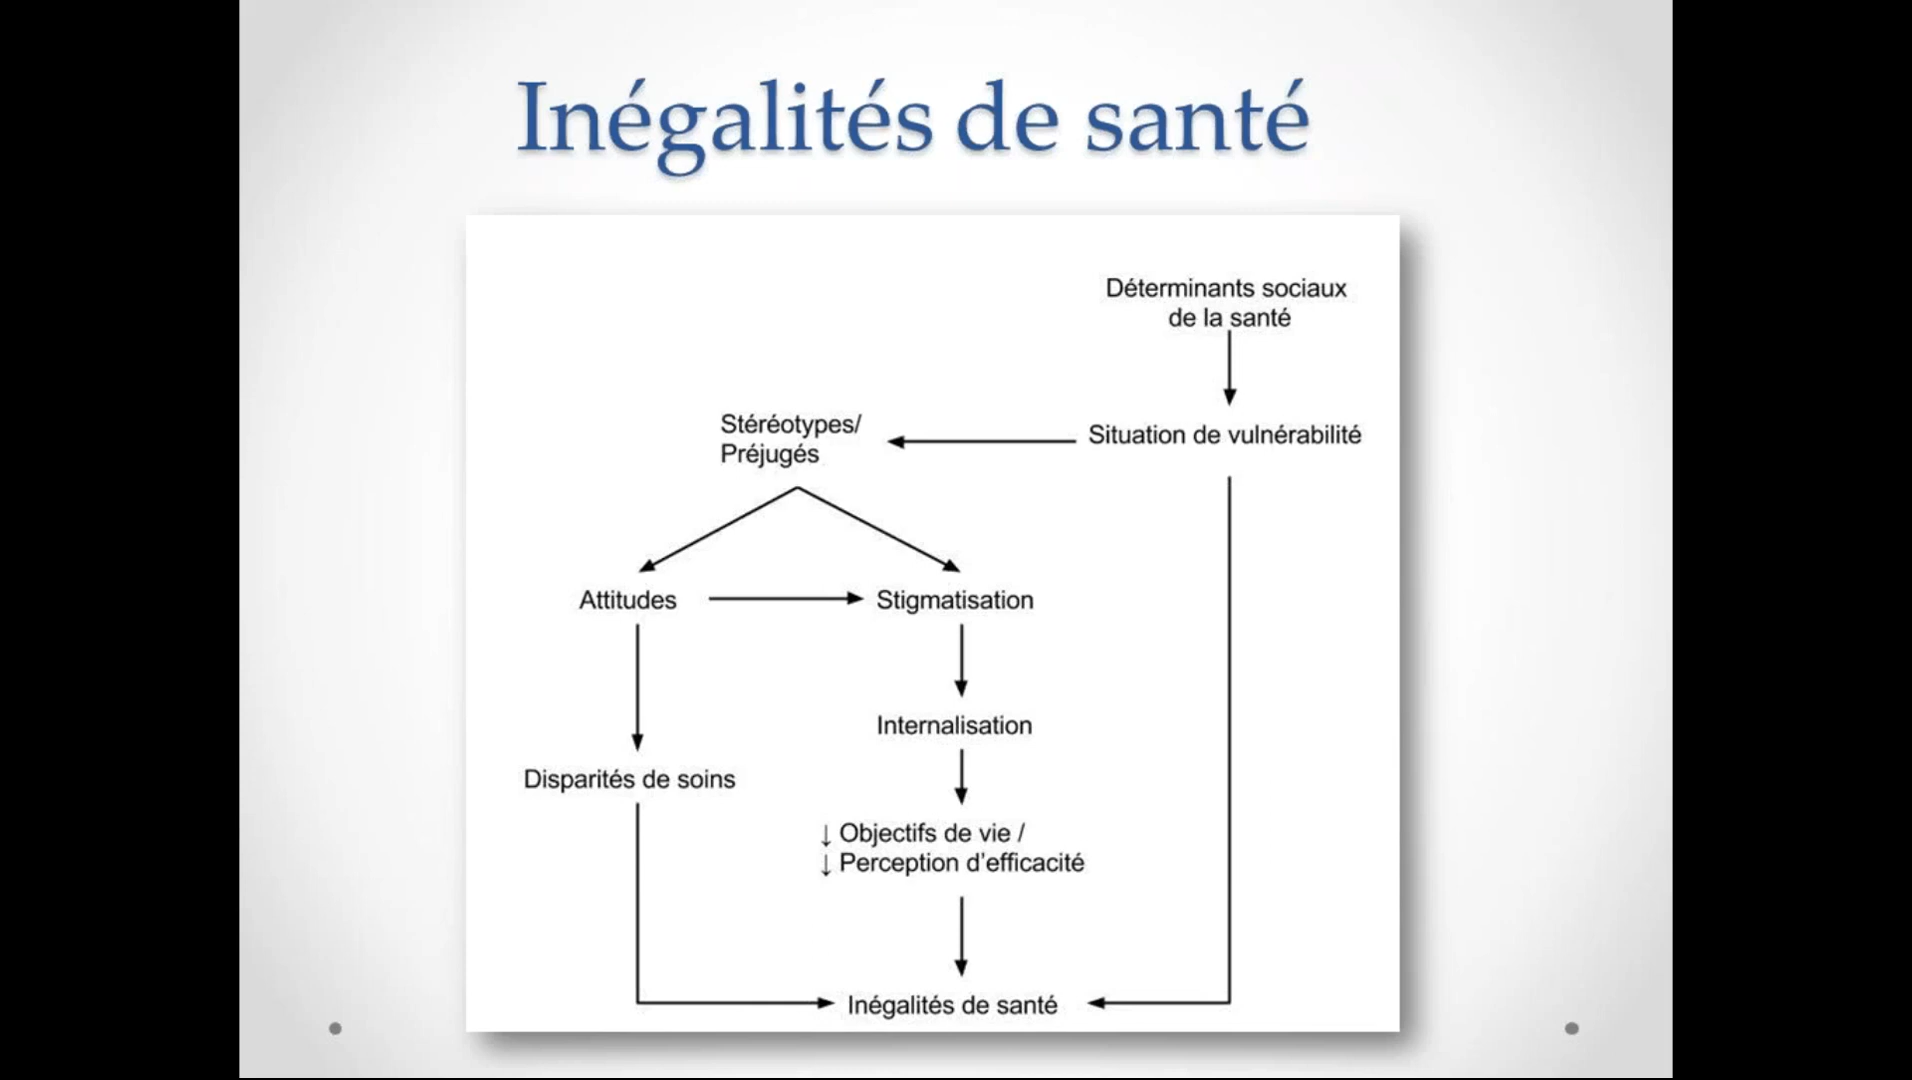 Inégalités de santé
Déterminants sociaux
de la santé
Situation de vulnérabilité
Stéréotypes/
Préjugés
Attitudes
Stigmatisation
Internalisation
Disparités de soins
↓ Objectifs de vie /
↓ Perception d'efficacité
Inégalités de santé